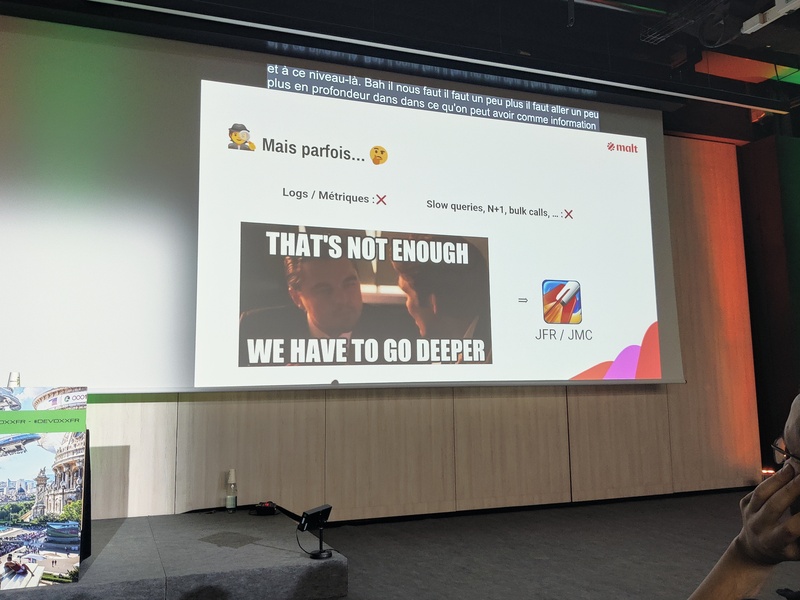 et à ce niveau-là. Bah il nous faut il faut un peu plus il faut aller un peu
plus en profondeur dans dans ce qu'on peut avoir comme information
Mais parfois...
malt
Logs / Métriques :❌
Slow queries, N+1, bulk calls, ... :❌
THAT'S NOT ENOUGH
WE HAVE TO GO DEEPER
⇒
JFR / JMC
OXXFR - #DEVOXXFR